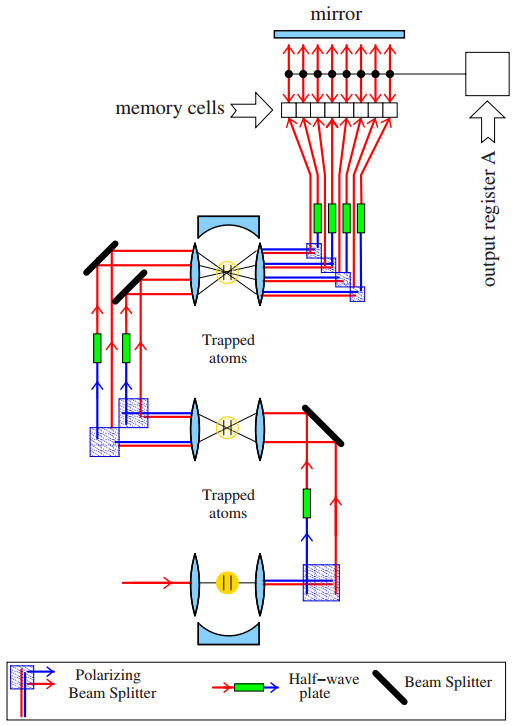 mirror
memory cells
output register A
Trapped
atoms
Trapped
atoms
Polarizing
Beam Splitter
Half-wave
plate
Beam Splitter